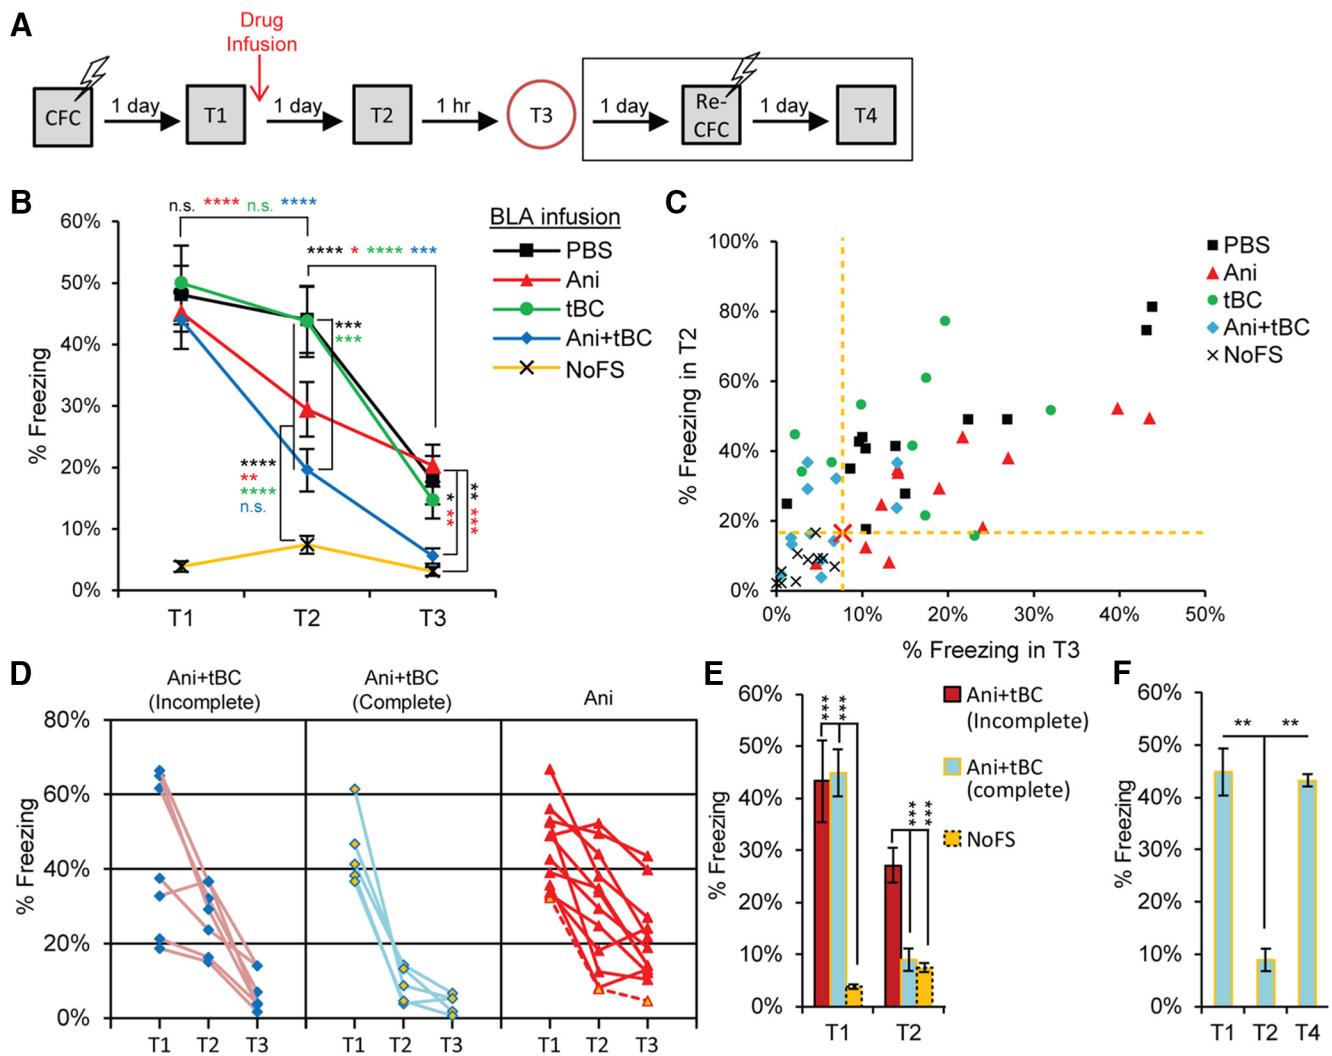 A
Drug
Infusion
CFC
1 day
T1
1 day
T2
1 hr
T3
1 day
Re-
CFC
1 day
T4
B
n.s. **** n.s. ****
**** * **** ***
60%
50%
40%
30%
20%
10%
0%
% Freezing
***
***
****
**
****
n.s.
*
**
**
***
T1 T2 T3
BLA infusion
PBS
Ani
tBC
Ani+tBC
NoFS
C
100%
80%
60%
40%
20%
0%
% Freezing in T2
0% 10% 20% 30% 40% 50%
% Freezing in T3
PBS
Ani
tBC
Ani+tBC
NoFS
D
Ani+tBC
(Incomplete)
Ani+tBC
(Complete)
Ani
80%
60%
40%
20%
0%
% Freezing
T1 T2 T3 T1 T2 T3 T1 T2 T3
E
60%
50%
40%
30%
20%
10%
0%
% Freezing
***
***
***
***
T1 T2
Ani+tBC
(Incomplete)
Ani+tBC
(complete)
NoFS
F
60%
50%
40%
30%
20%
10%
0%
% Freezing
** **
T1 T2 T4